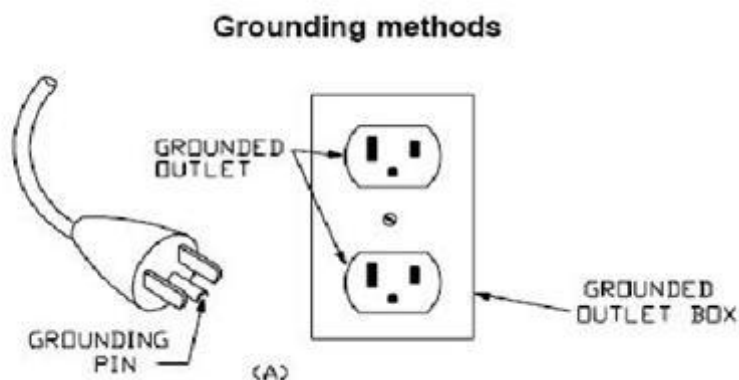 Grounding methods
GROUNDED
OUTLET
GROUNDED
OUTLET BOX
GROUNDING
PIN
(A)